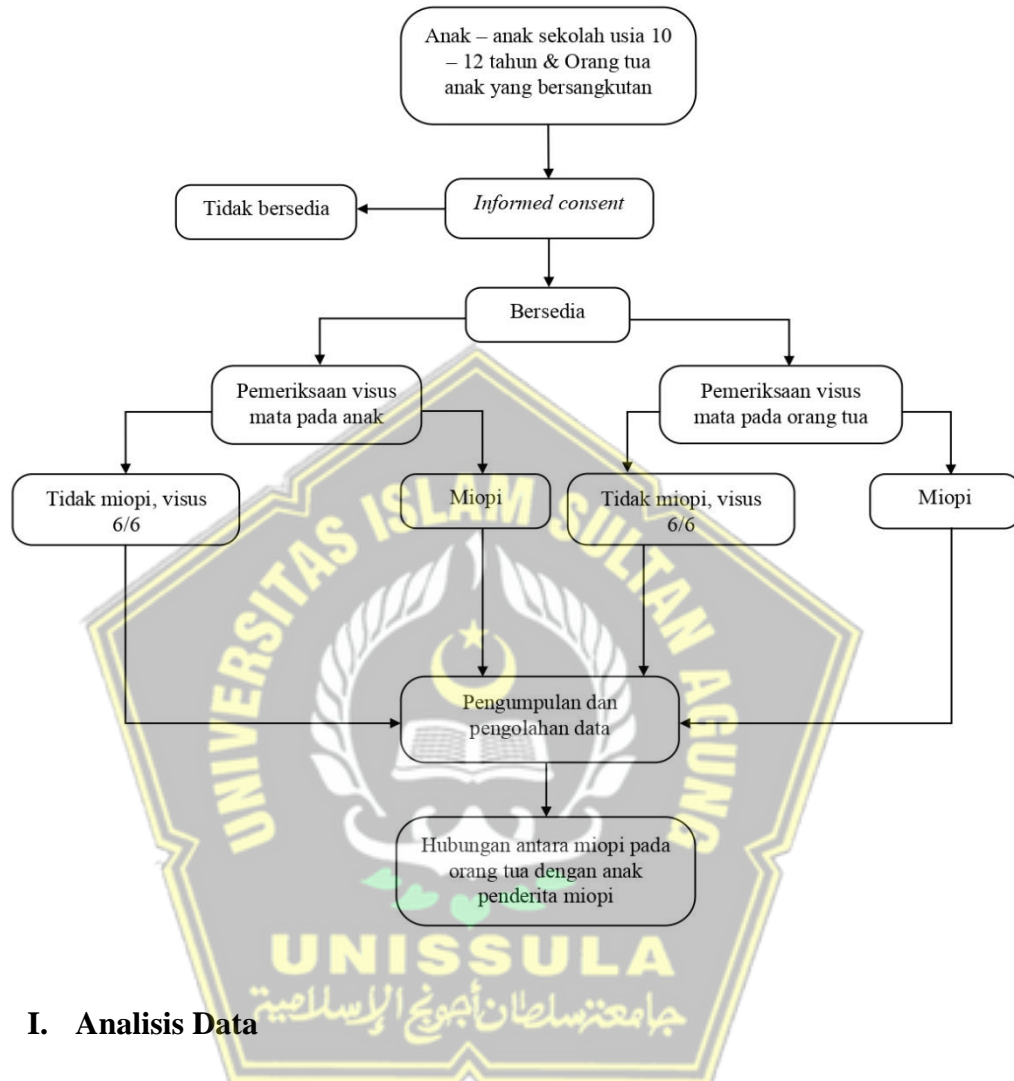 Anak – anak sekolah usia 10
– 12 tahun & Orang tua
anak yang bersangkutan
Informed consent
Tidak bersedia
Bersedia
Pemeriksaan visus
mata pada anak
Pemeriksaan visus
mata pada orang tua
Tidak miopi, visus
6/6
Miopi
Tidak miopi, visus
6/6
Miopi
Pengumpulan dan
pengolahan data
Hubungan antara miopi pada
orang tua dengan anak
penderita miopi
UNIVERSITAS ISLAM SULTAN AGUNG
UNISSULA
جامعترسلطان أجونج الإسلامية
I. Analisis Data